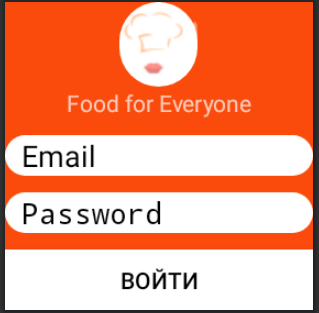 Food for Everyone
Email
Password
ВОЙТИ